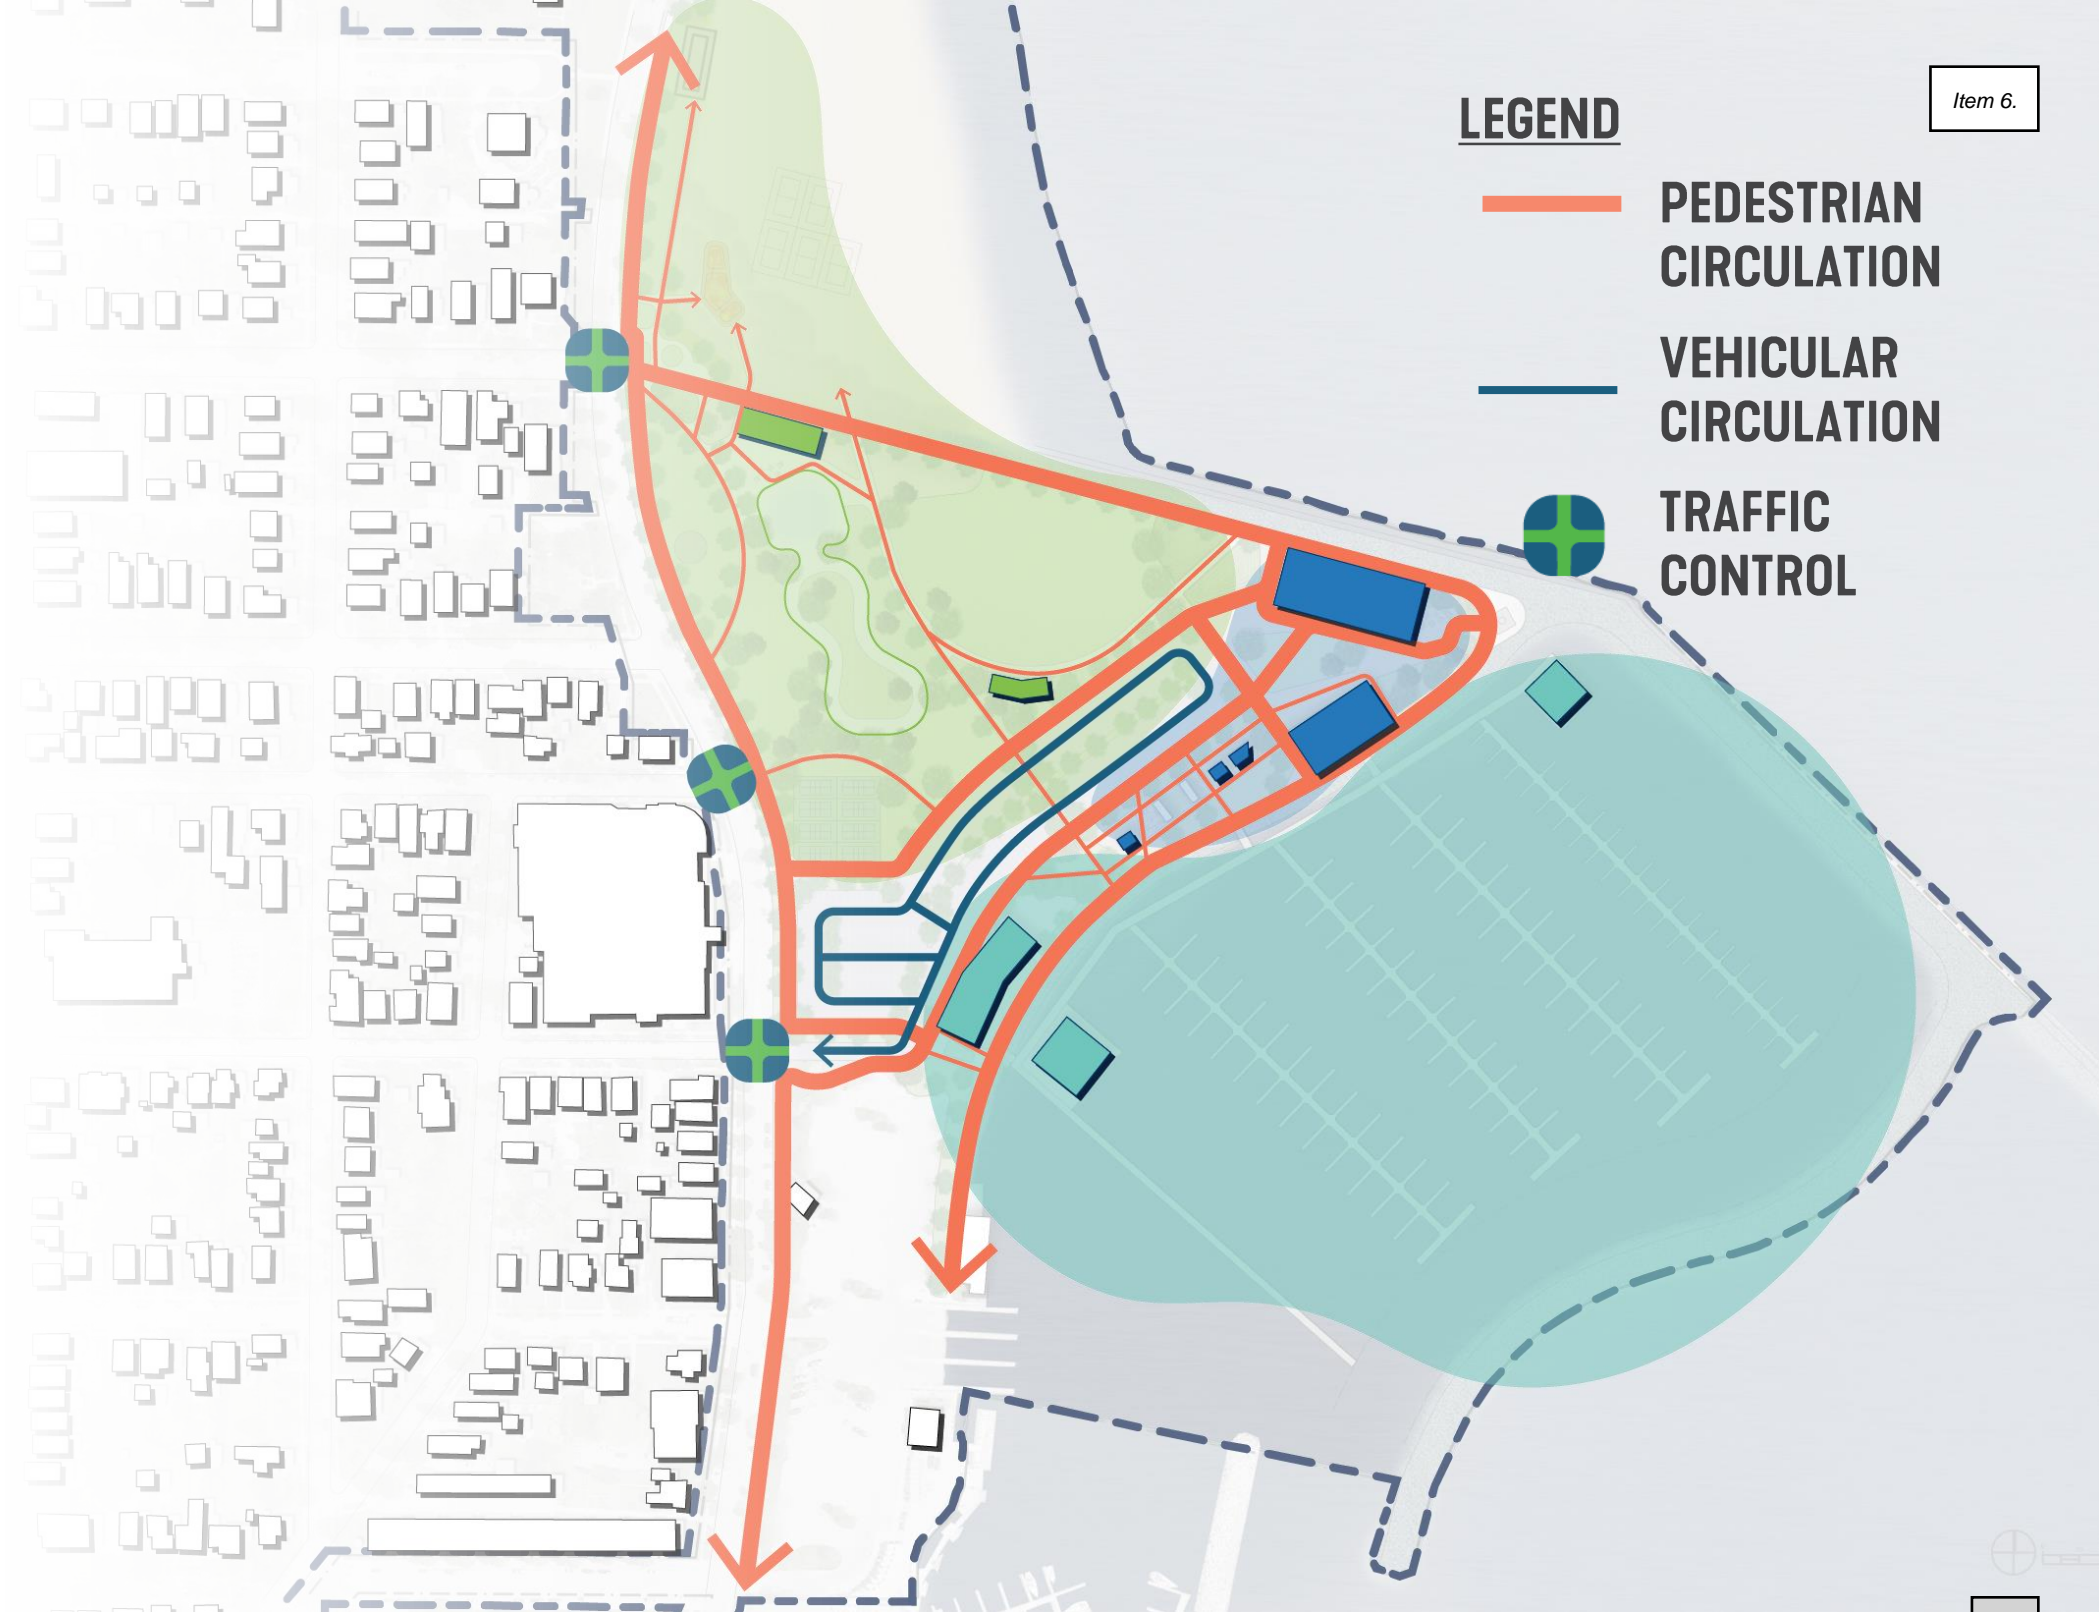 LEGEND
Item 6.
PEDESTRIAN
CIRCULATION
VEHICULAR
CIRCULATION
TRAFFIC
CONTROL